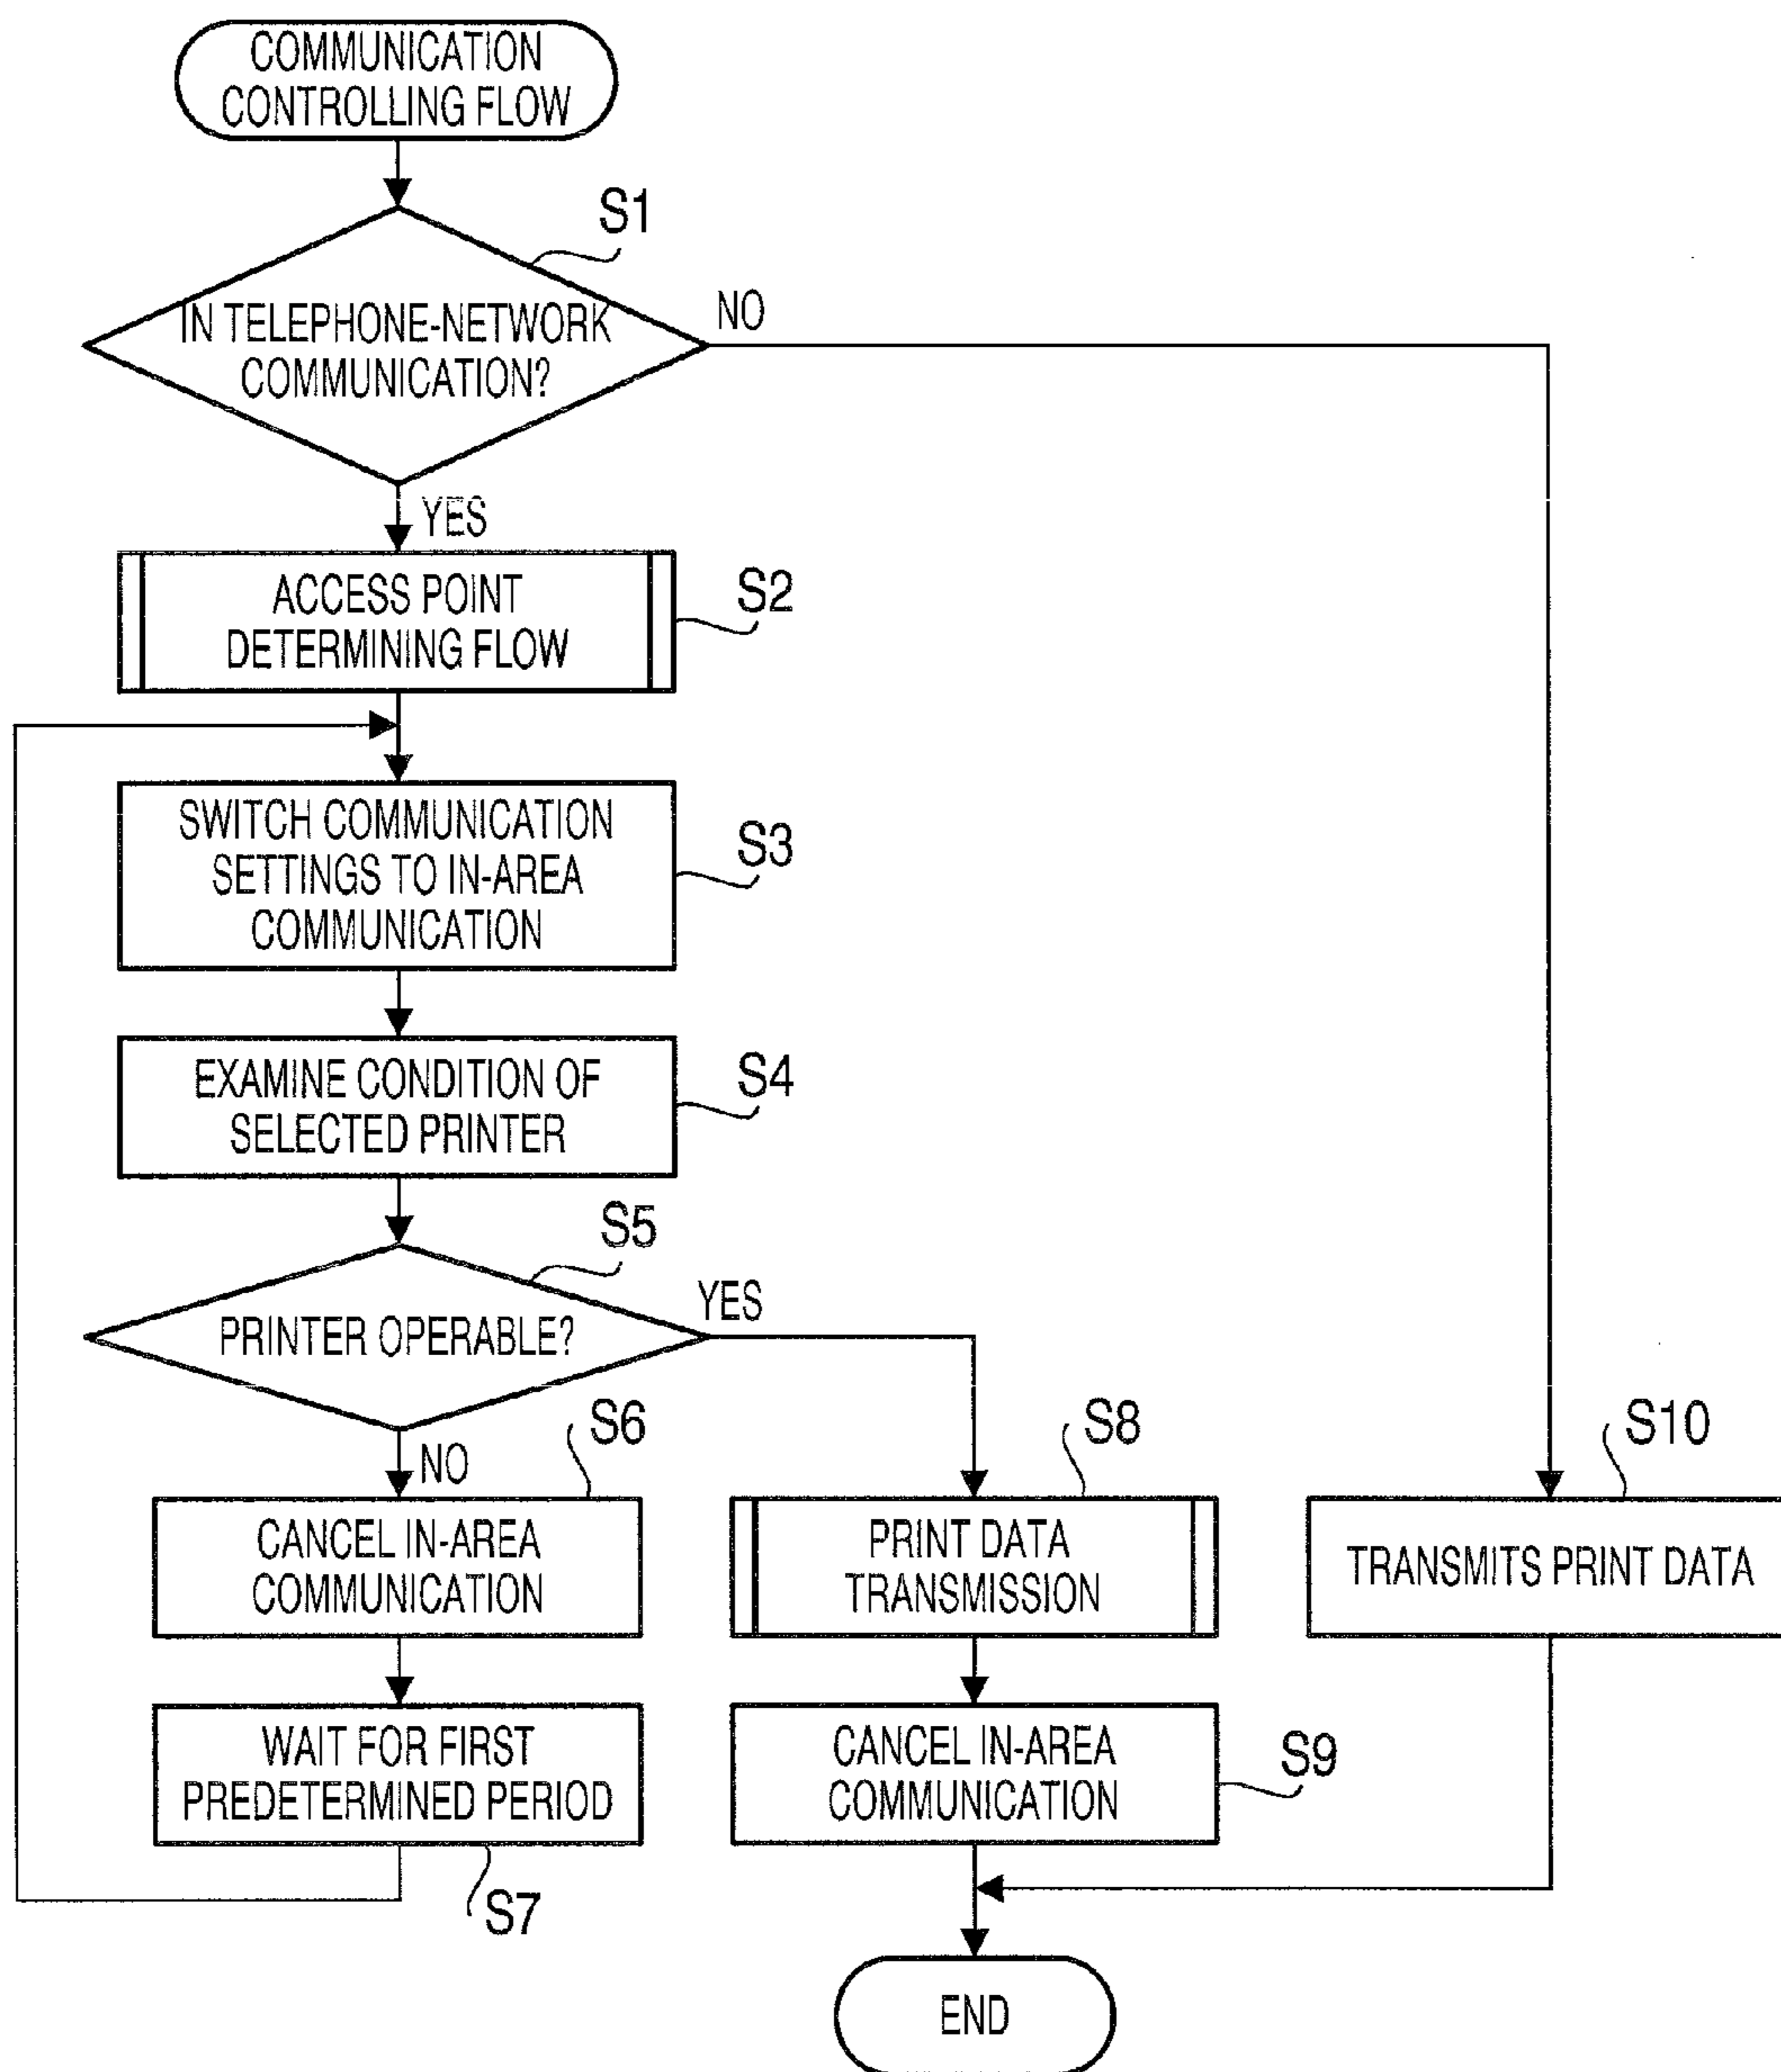 COMMUNICATION
CONTROLLING FLOW
S1
IN TELEPHONE-NETWORK
COMMUNICATION?
NO
YES
ACCESS POINT
DETERMINING FLOW
S2
SWITCH COMMUNICATION
SETTINGS TO IN-AREA
COMMUNICATION
S3
EXAMINE CONDITION OF
SELECTED PRINTER
S4
S5
PRINTER OPERABLE?
YES
NO
S6
CANCEL IN-AREA
COMMUNICATION
WAIT FOR FIRST
PREDETERMINED PERIOD
S7
S8
PRINT DATA
TRANSMISSION
CANCEL IN-AREA
COMMUNICATION
S9
S10
TRANSMITS PRINT DATA
END